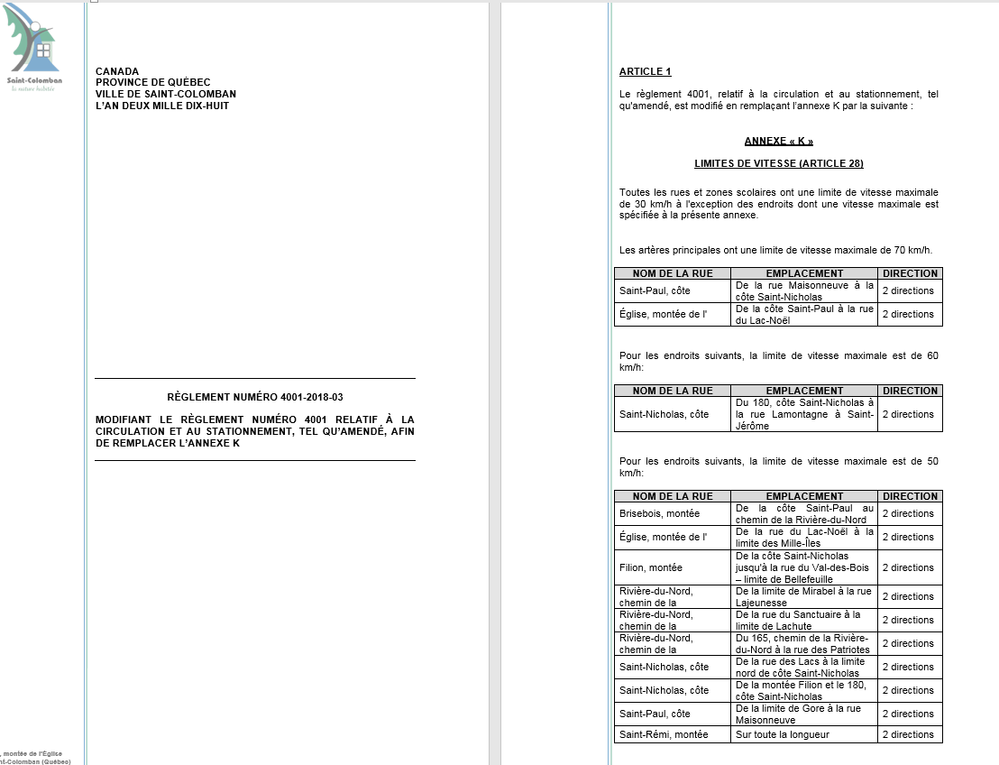 Saint-Colomban
la nature habitée
CANADA
PROVINCE DE QUÉBEC
VILLE DE SAINT-COLOMBAN
L'AN DEUX MILLE DIX-HUIT
RÈGLEMENT NUMÉRO 4001-2018-03
MODIFIANT LE RÈGLEMENT NUMÉRO 4001 RELATIF À LA
CIRCULATION ET AU STATIONNEMENT, TEL QU'AMENDÉ, AFIN
DE REMPLACER L'ANNEXE K
, montée de l'Église
nt-Colomban (Québec)
ARTICLE 1
Le règlement 4001, relatif à la circulation et au stationnement, tel
qu'amendé, est modifié en remplaçant l'annexe K par la suivante :
ANNEXE « K »
LIMITES DE VITESSE (ARTICLE 28)
Toutes les rues et zones scolaires ont une limite de vitesse maximale
de 30 km/h à l'exception des endroits dont une vitesse maximale est
spécifiée à la présente annexe.
Les artères principales ont une limite de vitesse maximale de 70 km/h.
NOM DE LA RUE EMPLACEMENT DIRECTION
Saint-Paul, côte De la rue Maisonneuve à la
côte Saint-Nicholas 2 directions
Église, montée de l' De la côte Saint-Paul à la rue
du Lac-Noël 2 directions
Pour les endroits suivants, la limite de vitesse maximale est de 60
km/h:
NOM DE LA RUE EMPLACEMENT DIRECTION
Du 180, côte Saint-Nicholas à
Saint-Nicholas, côte la rue Lamontagne à Saint- 2 directions
Jérôme
Pour les endroits suivants, la limite de vitesse maximale est de 50
km/h:
NOM DE LA RUE EMPLACEMENT DIRECTION
Brisebois, montée De la côte Saint-Paul au
chemin de la Rivière-du-Nord 2 directions
Église, montée de l' De la rue du Lac-Noël à la
limite des Mille-Îles 2 directions
De la côte Saint-Nicholas
Filion, montée jusqu'à la rue du Val-des-Bois 2 directions
– limite de Bellefeuille
Rivière-du-Nord, De la limite de Mirabel à la rue
chemin de la Lajeunesse 2 directions
Rivière-du-Nord, De la rue du Sanctuaire à la
chemin de la limite de Lachute 2 directions
Rivière-du-Nord, Du 165, chemin de la Rivière-
chemin de la du-Nord à la rue des Patriotes 2 directions
Saint-Nicholas, côte De la rue des Lacs à la limite
nord de côte Saint-Nicholas 2 directions
Saint-Nicholas, côte De la montée Filion et le 180,
côte Saint-Nicholas 2 directions
Saint-Paul, côte De la limite de Gore à la rue
Maisonneuve 2 directions
Saint-Rémi, montée Sur toute la longueur 2 directions